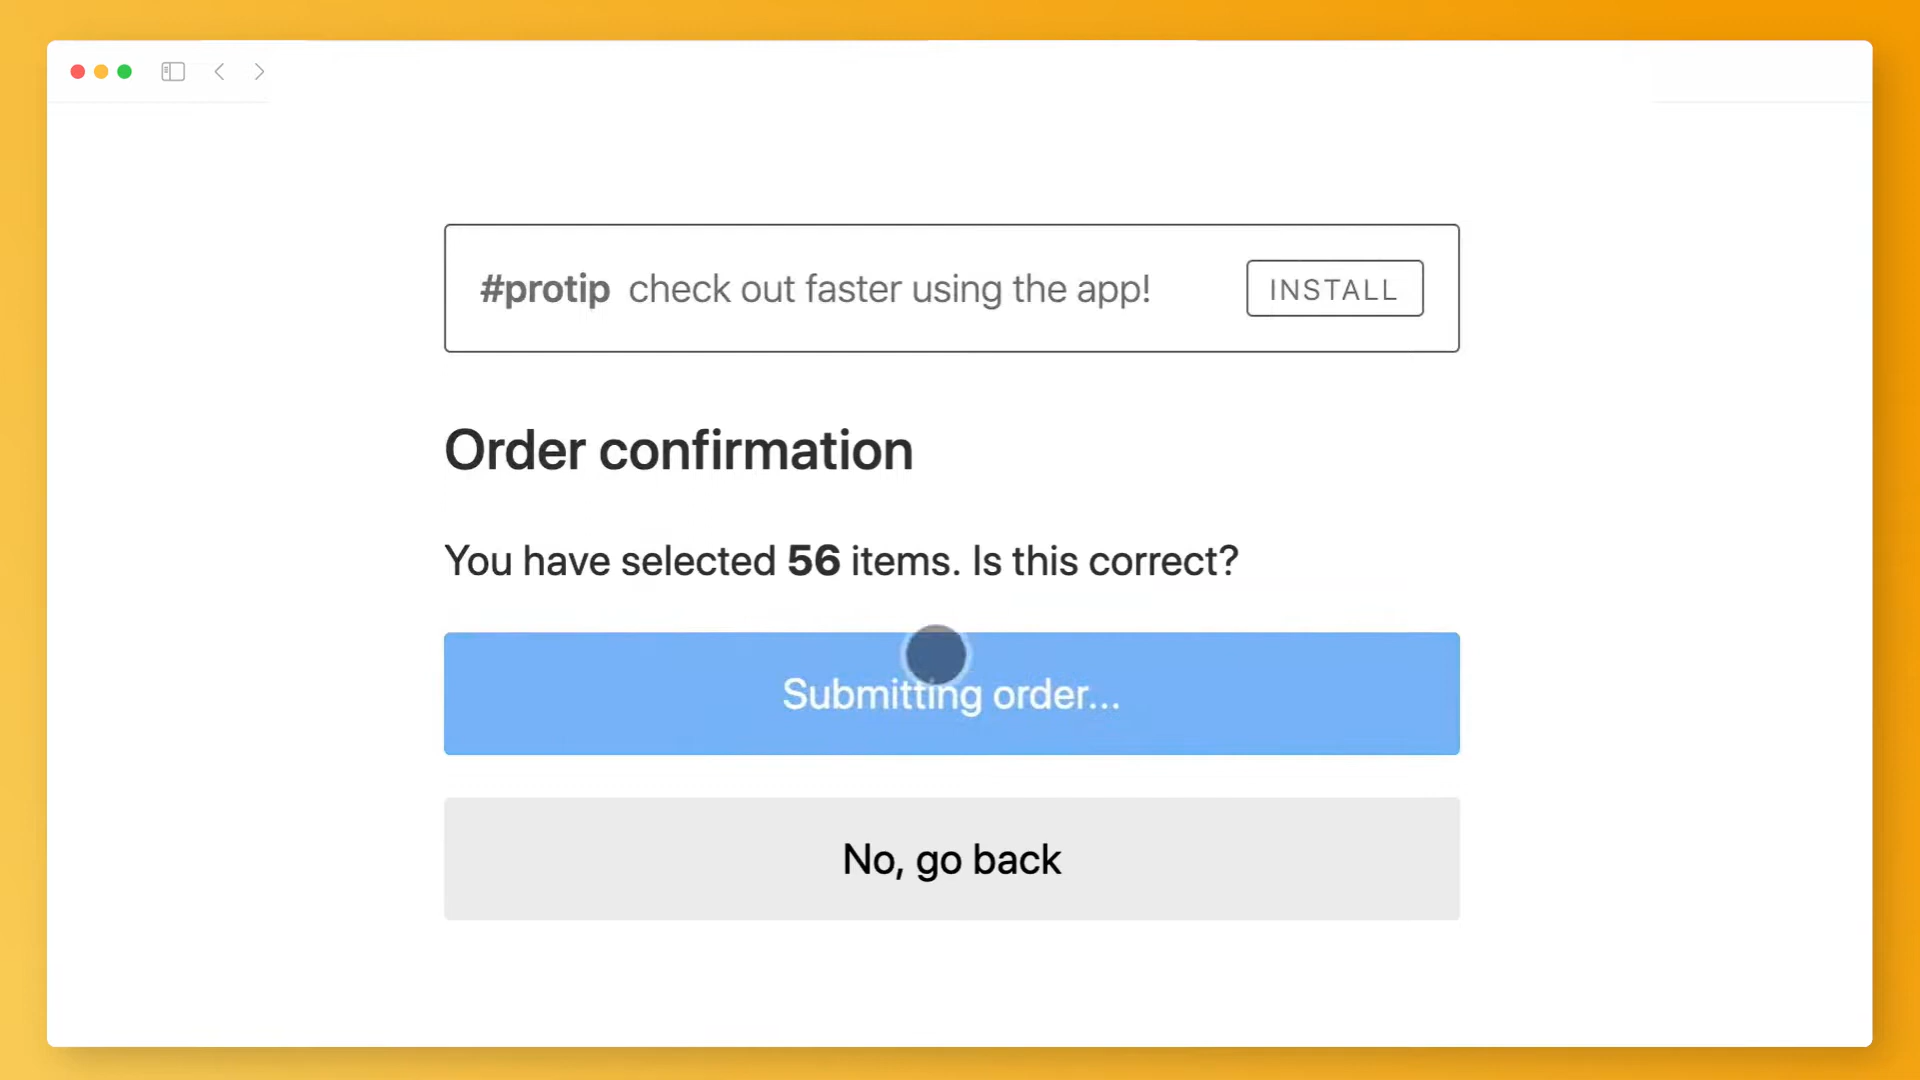 #protip check out faster using the app!
INSTALL
Order confirmation
You have selected 56 items. Is this correct?
Submitting order...
No, go back